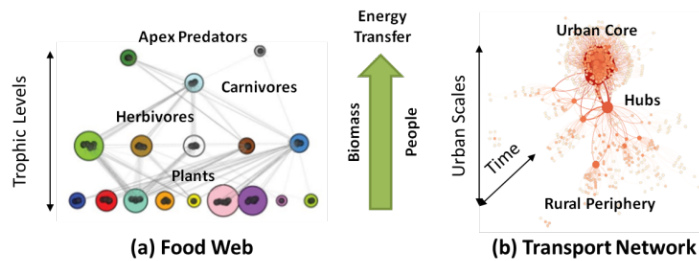 Apex Predators
Carnivores
Herbivores
Plants
Trophic Levels
(a) Food Web
Energy
Transfer
Biomass
People
Urban Core
Hubs
Urban Scales
Time
Rural Periphery
(b) Transport Network